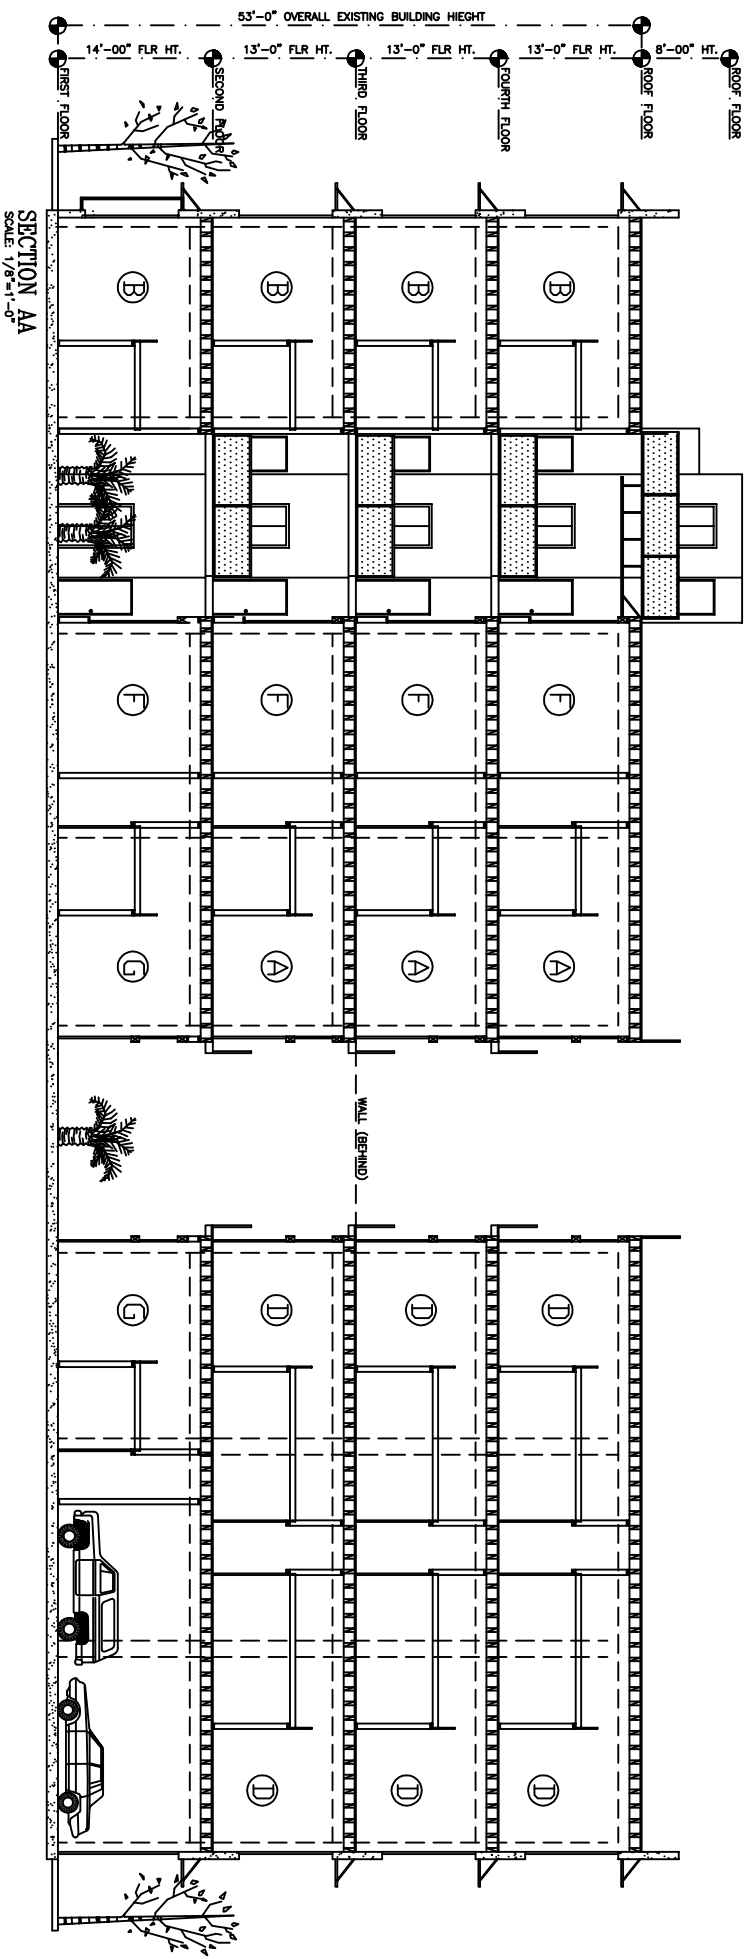 53'-0" OVERALL EXISTING BUILDING HIEGHT
14'-00" FLR HT.
13'-0" FLR HT.
13'-0" FLR HT.
13'-0" FLR HT.
8'-00" HT.
FIRST FLOOR
SECOND FLOOR
THIRD FLOOR
FOURTH FLOOR
ROOF FLOOR
ROOF FLOOR
B
B
B
B
F
F
F
F
G
A
A
A
WALL (BEHIND)
G
D
D
D
D
D
D
SECTION AA
SCALE: 1/8"=1'-0"